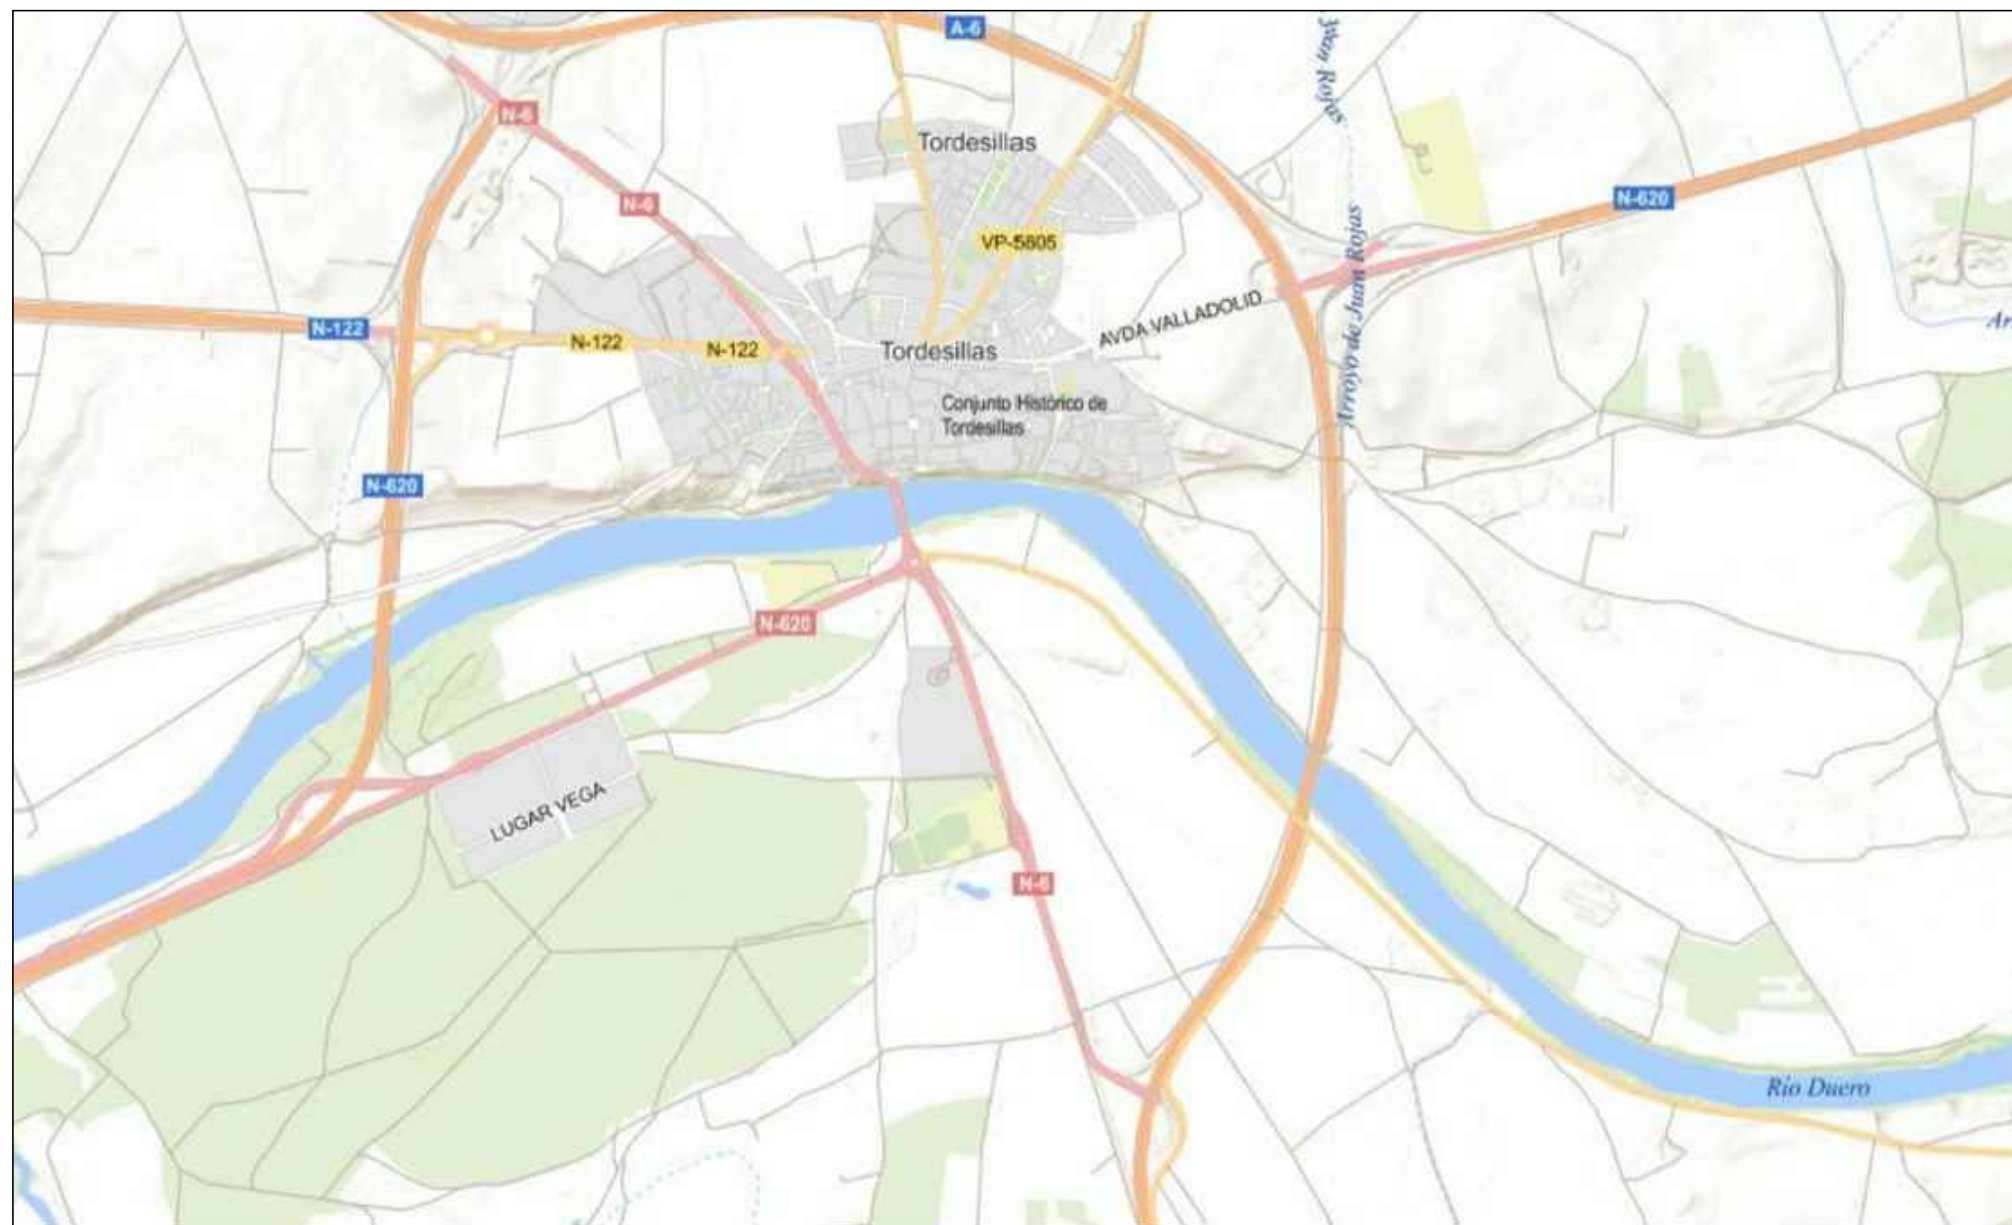 A-6
N-6
Tordesillas
N-620
N-6
Arroyo de Juan Rojas
VP-5805
AVDA VALLADOLID
N-122
N-122
N-122
Tordesillas
Conjunto Histórico de
Tordesillas
N-620
N-620
LUGAR VEGA
N-6
Río Duero